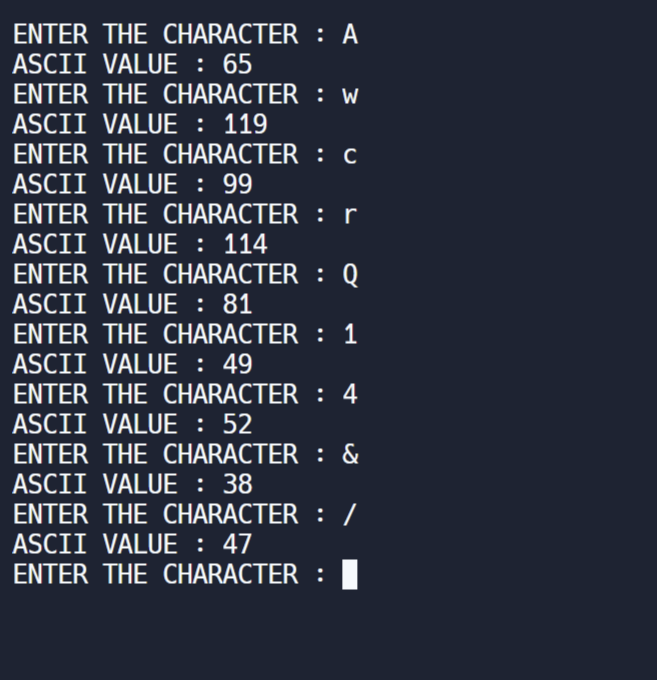 ENTER THE CHARACTER : A
ASCII VALUE : 65
ENTER THE CHARACTER : w
ASCII VALUE : 119
ENTER THE CHARACTER : c
ASCII VALUE : 99
ENTER THE CHARACTER : r
ASCII VALUE : 114
ENTER THE CHARACTER : Q
ASCII VALUE : 81
ENTER THE CHARACTER : 1
ASCII VALUE : 49
ENTER THE CHARACTER : 4
ASCII VALUE : 52
ENTER THE CHARACTER : &
ASCII VALUE : 38
ENTER THE CHARACTER : /
ASCII VALUE : 47
ENTER THE CHARACTER :